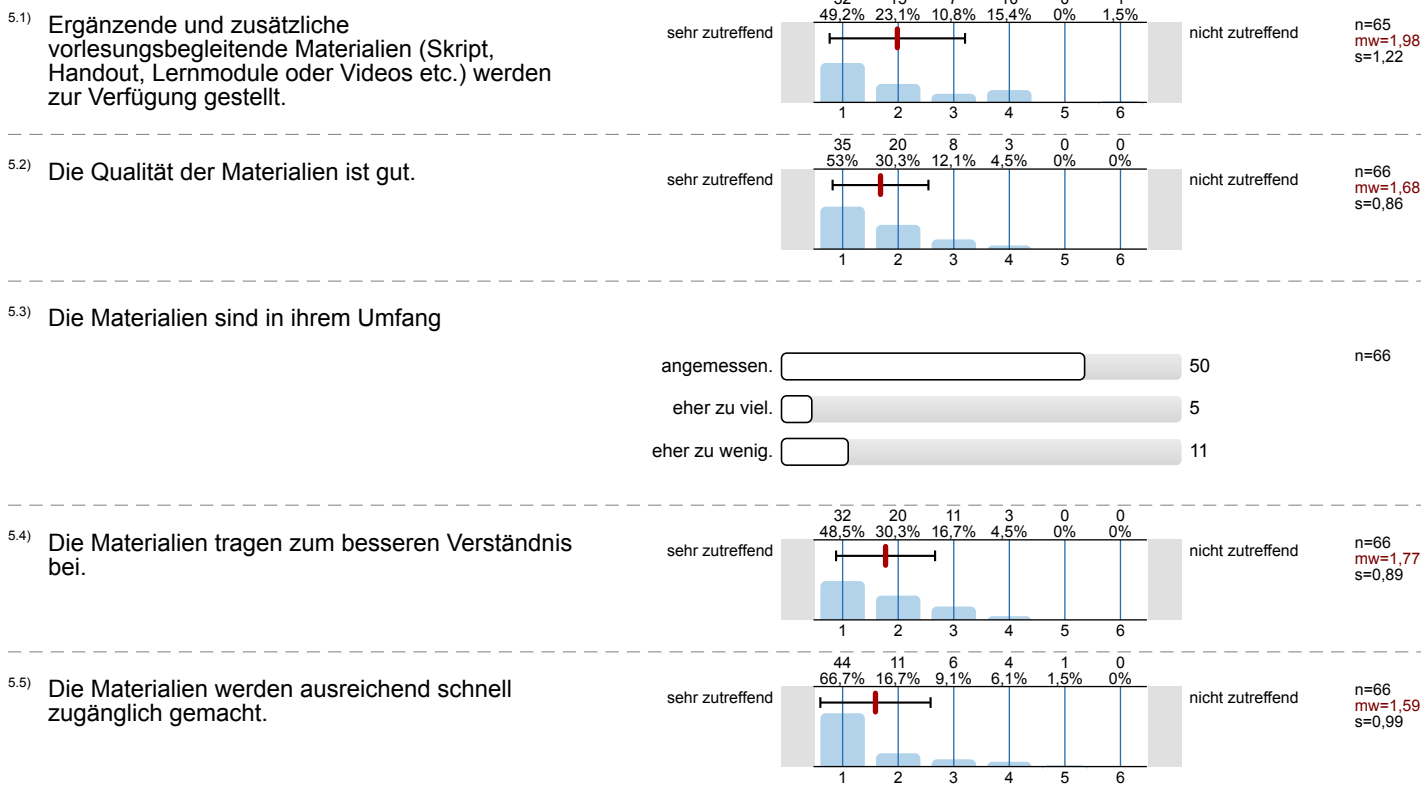 32 15 7 10 0 1
49,2% 23,1% 10,8% 15,4% 0% 1,5%
5.1) Ergänzende und zusätzliche
vorlesungsbegleitende Materialien (Skript,
Handout, Lernmodule oder Videos etc.) werden
zur Verfügung gestellt.
sehr zutreffend
nicht zutreffend
n=65
mw=1,98
s=1,22
1 2 3 4 5 6
35 20 8 3 0 0
53% 30,3% 12,1% 4,5% 0% 0%
5.2) Die Qualität der Materialien ist gut.
sehr zutreffend
nicht zutreffend
n=66
mw=1,68
s=0,86
1 2 3 4 5 6
5.3) Die Materialien sind in ihrem Umfang
angemessen. 50
n=66
eher zu viel. 5
eher zu wenig. 11
32 20 11 3 0 0
48,5% 30,3% 16,7% 4,5% 0% 0%
5.4) Die Materialien tragen zum besseren Verständnis
bei.
sehr zutreffend
nicht zutreffend
n=66
mw=1,77
s=0,89
1 2 3 4 5 6
44 11 6 4 1 0
66,7% 16,7% 9,1% 6,1% 1,5% 0%
5.5) Die Materialien werden ausreichend schnell
zugänglich gemacht.
sehr zutreffend
nicht zutreffend
n=66
mw=1,59
s=0,99
1 2 3 4 5 6